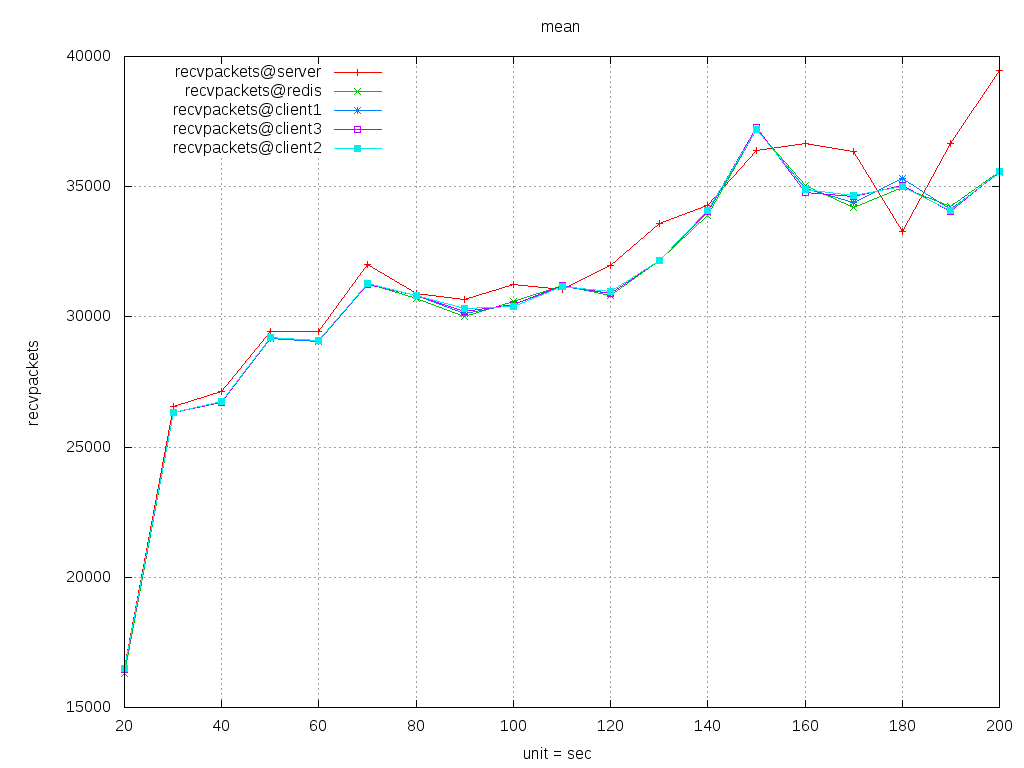 mean
40000
35000
30000
25000
20000
15000
recvpackets
recvpackets@server
recvpackets@redis
recvpackets@client1
recvpackets@client3
recvpackets@client2
20 40 60 80 100 120 140 160 180 200
unit = sec